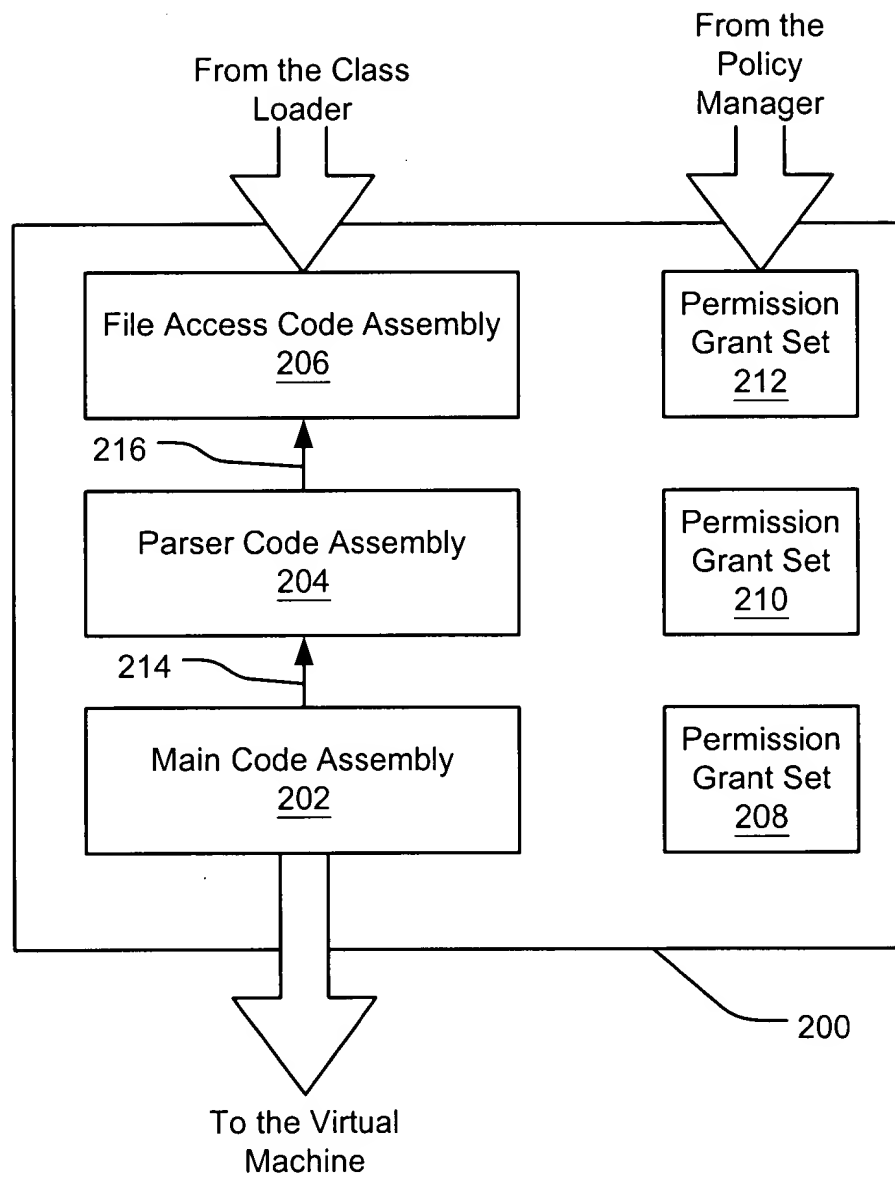 From the Class
Loader
From the
Policy
Manager
File Access Code Assembly
206
Permission
Grant Set
212
216
Parser Code Assembly
204
Permission
Grant Set
210
214
Main Code Assembly
202
Permission
Grant Set
208
200
To the Virtual
Machine